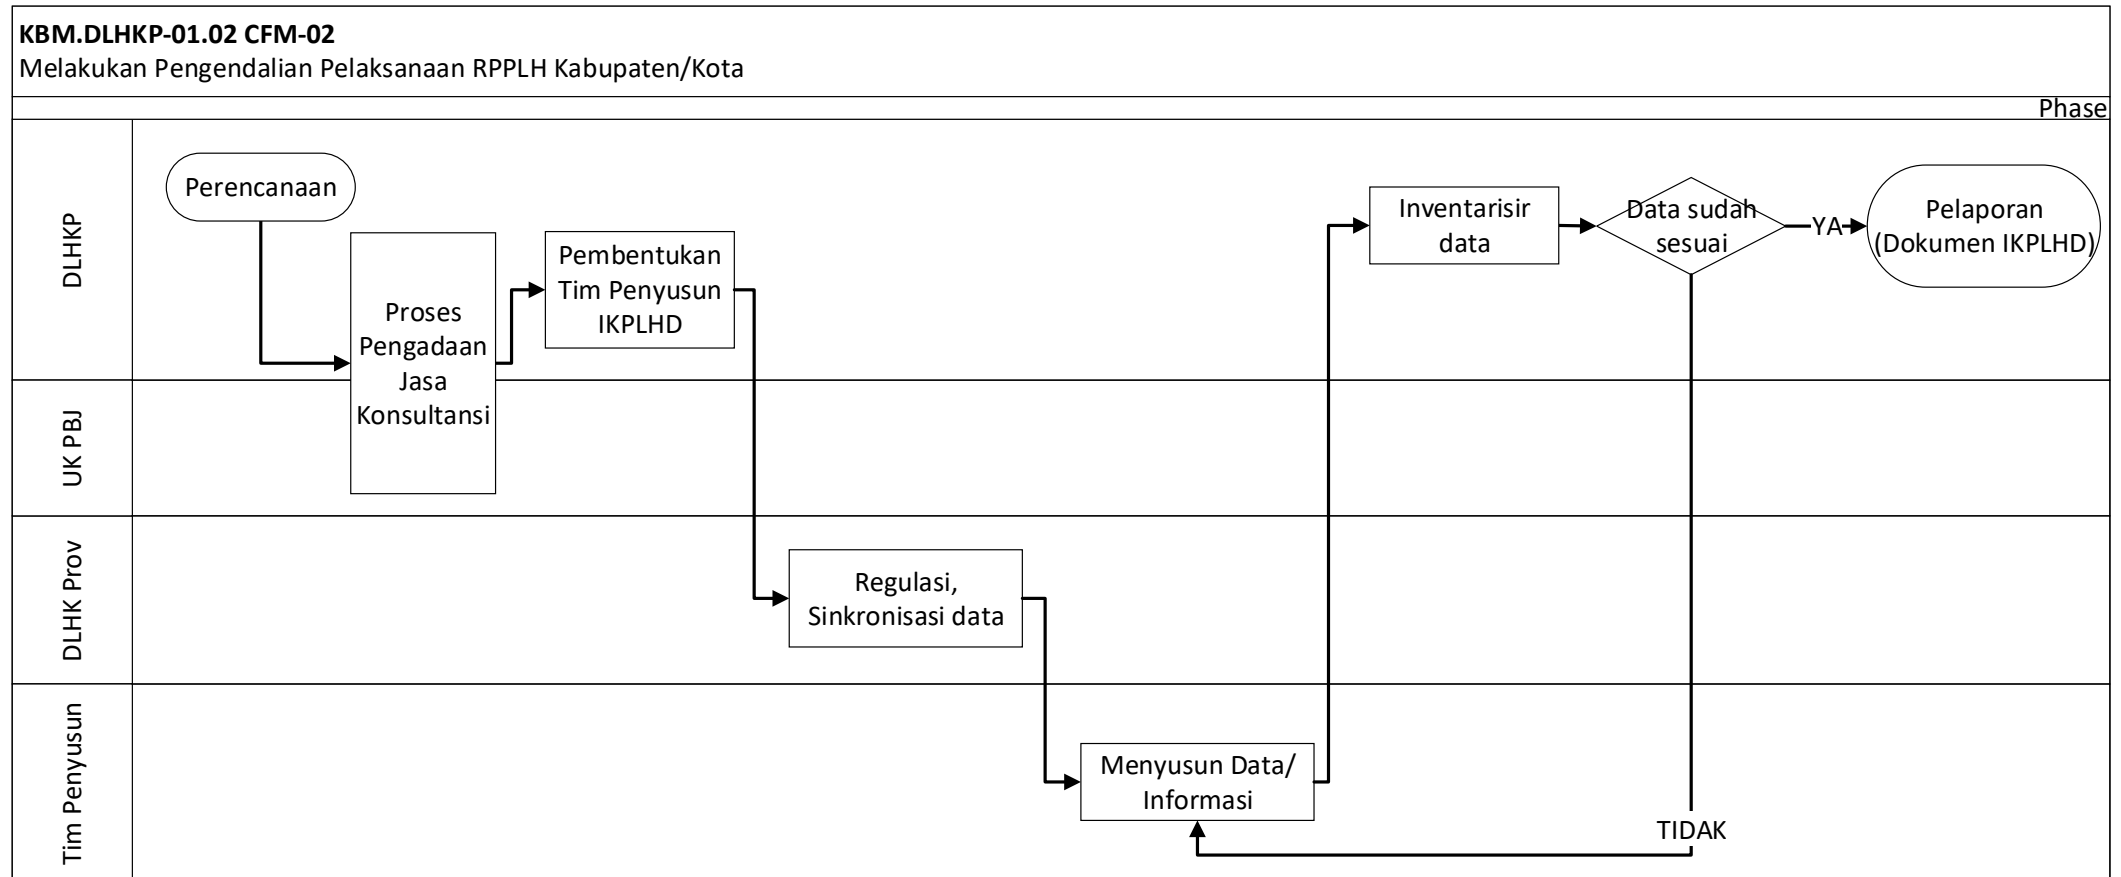 KBM.DLHKP-01.02 CFM-02
Melakukan Pengendalian Pelaksanaan RPPLH Kabupaten/Kota
Phase
DLHKP
Perencanaan
Proses
Pengadaan
Jasa
Konsultansi
Pembentukan
Tim Penyusun
IKPLHD
Inventarisir
data
Data sudah
sesuai
YA
Pelaporan
(Dokumen IKPLHD)
UK PBJ
DLHK Prov
Regulasi,
Sinkronisasi data
Tim Penyusun
Menyusun Data/
Informasi
TIDAK